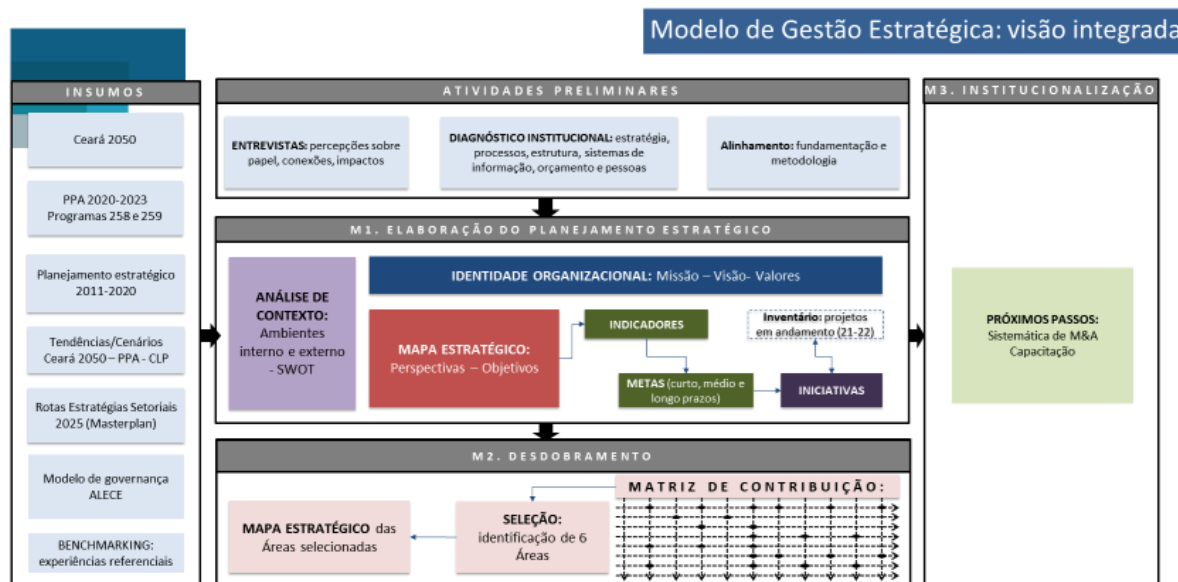 Modelo de Gestão Estratégica: visão integrada
INSUMOS
Ceará 2050
PPA 2020-2023
Programas 258 e 259
Planejamento estratégico
2011-2020
Tendências/Cenários
Ceará 2050 – PPA - CLP
Rotas Estratégias Setoriais
2025 (Masterplan)
Modelo de governança
ALECE
BENCHMARKING:
experiências referenciais
ATIVIDADES PRELIMINARES
ENTREVISTAS: percepções sobre
papel, conexões, impactos
DIAGNÓSTICO INSTITUCIONAL: estratégia,
processos, estrutura, sistemas de
informação, orçamento e pessoas
Alinhamento: fundamentação e
metodologia
M1. ELABORAÇÃO DO PLANEJAMENTO ESTRATÉGICO
ANÁLISE DE
CONTEXTO:
Ambientes
interno e externo
- SWOT
IDENTIDADE ORGANIZACIONAL: Missão – Visão- Valores
MAPA ESTRATÉGICO:
Perspectivas – Objetivos
INDICADORES
METAS (curto, médio e
longo prazos)
Inventário: projetos
em andamento (21-22)
INICIATIVAS
M2. DESDOBRAMENTO
MAPA ESTRATÉGICO das
Áreas selecionadas
SELEÇÃO:
identificação de 6
Áreas
MATRIZ DE CONTRIBUIÇÃO:
M3. INSTITUCIONALIZAÇÃO
PRÓXIMOS PASSOS:
Sistemática de M&A
Capacitação